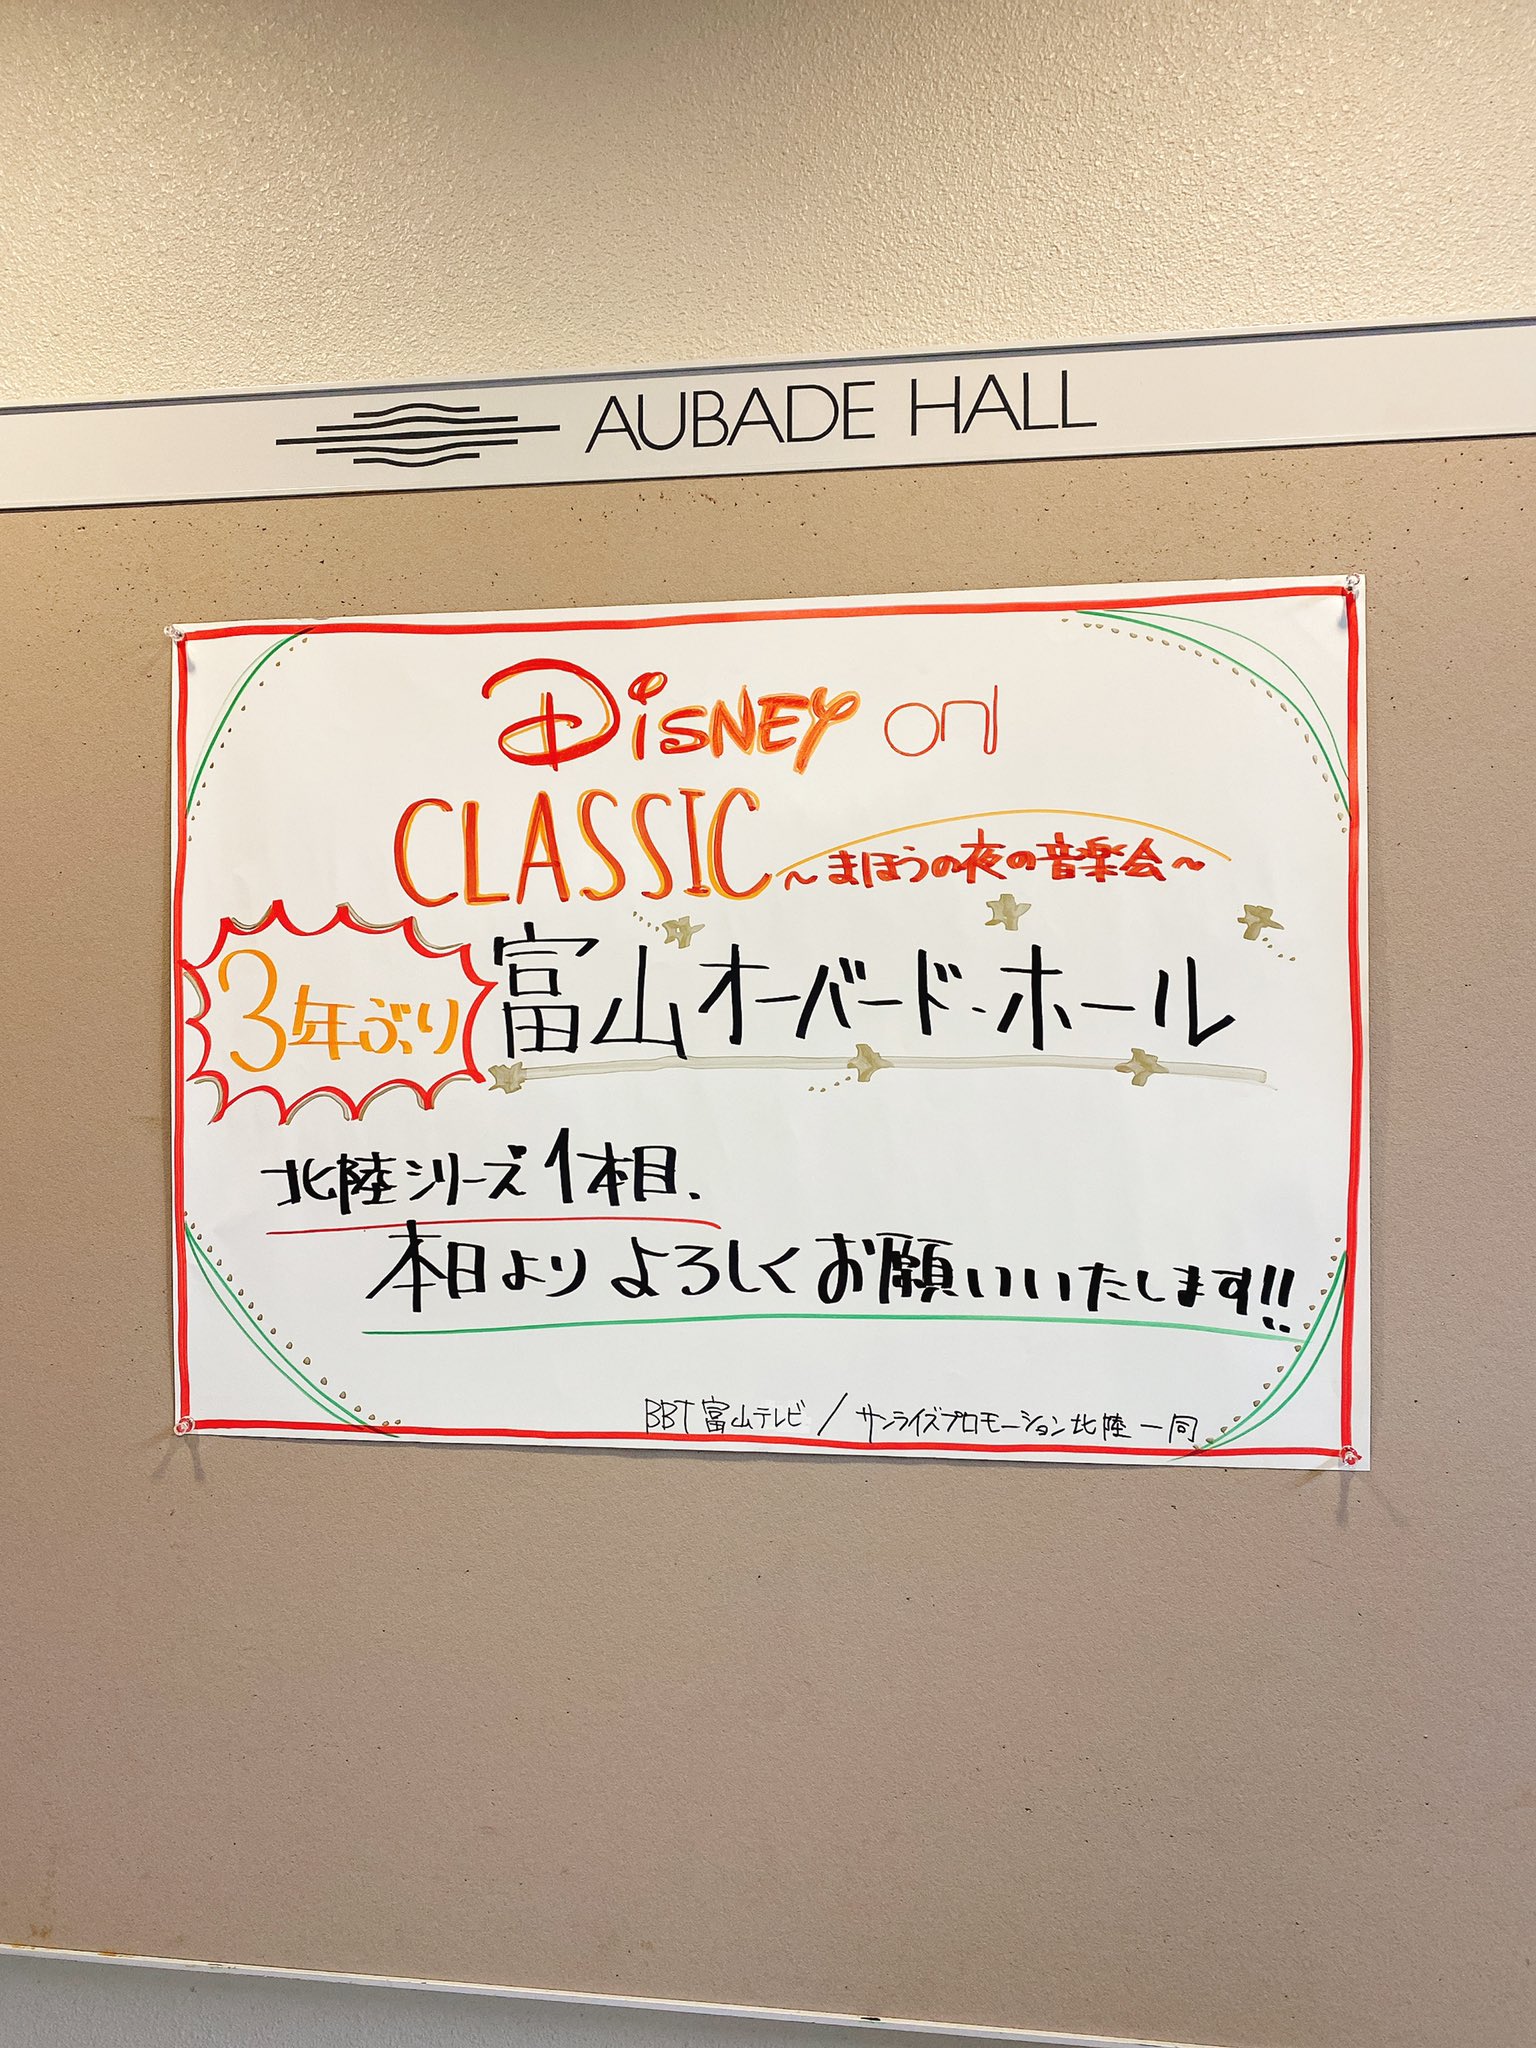 AUBADE HALL
DiSNEY on
CLASSIC ～まほうの夜の音楽会～
3年ぶり 富山オーバード・ホール
北陸シリーズ1本目、
本日よりよろしくお願いいたします!!
BBT富山テレビ/サンライズプロモーション北陸一同